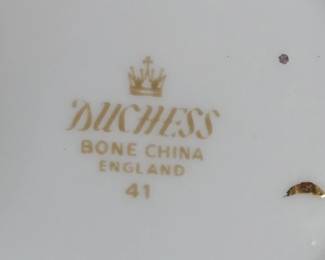 DUCHESS
BONE CHINA
ENGLAND
41